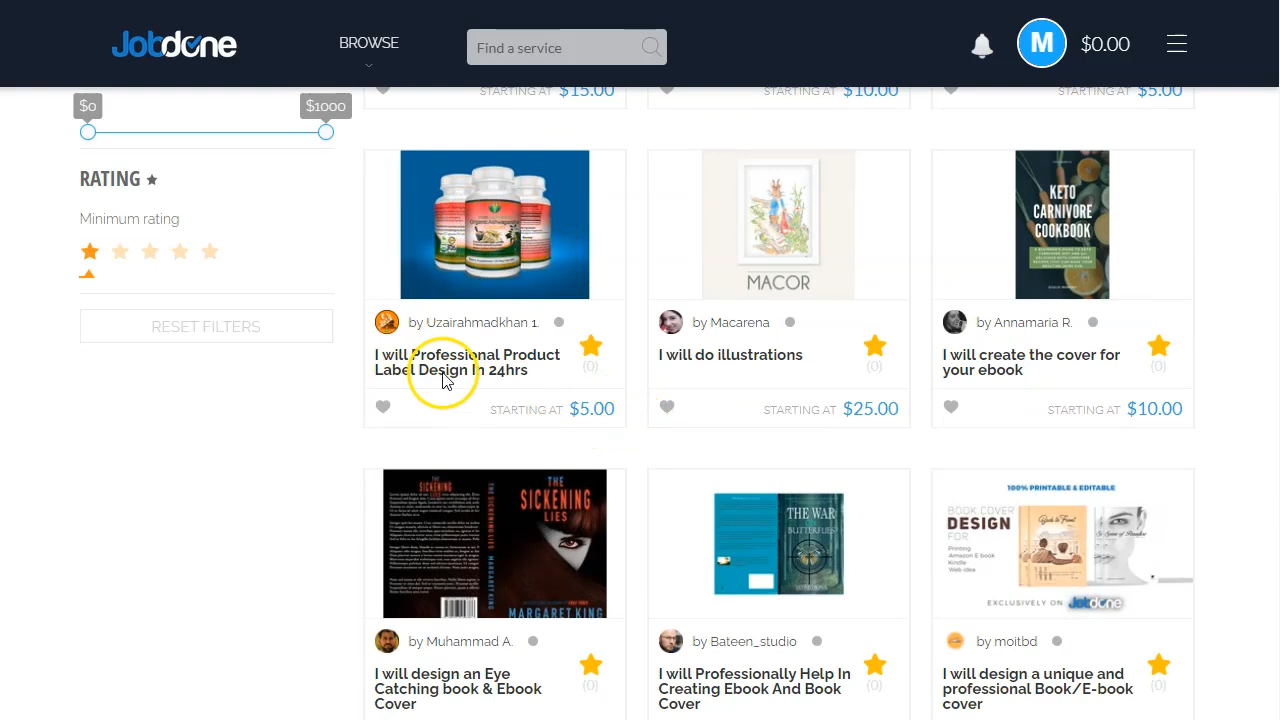 Jobdone
BROWSE
Find a service
M
$0.00
$0
$1000
STARTING AT $15.00
STARTING AT $10.00
STARTING AT $5.00
RATING
Minimum rating
RESET FILTERS
by Uzairahmadkhan 1.
I will Professional Product
Label Design In 24hrs
(0)
STARTING AT $5.00
MACOR
by Macarena
I will do illustrations
(0)
STARTING AT $25.00
KETO
CARNIVORE
COOKBOOK
by Annamaria R.
I will create the cover for
your ebook
(0)
STARTING AT $10.00
THE
SICKENING
LIES
THE SICKENING LIES
MARGARET KING
THE
SICKENING
LIES
MARGARET KING
by Muhammad A.
I will design an Eye
Catching book & Ebook
Cover
(0)
THE WAR
BUTTERFLIES
by Bateen_studio
I will Professionally Help In
Creating Ebook And Book
Cover
(0)
100% PRINTABLE & EDITABLE
BOOK COVER
DESIGN
FOR
Printing
Amazon E book
Kindle
Web idea
EXCLUSIVELY ON Jobdone
by moitbd
I will design a unique and
professional Book/E-book
cover
(0)